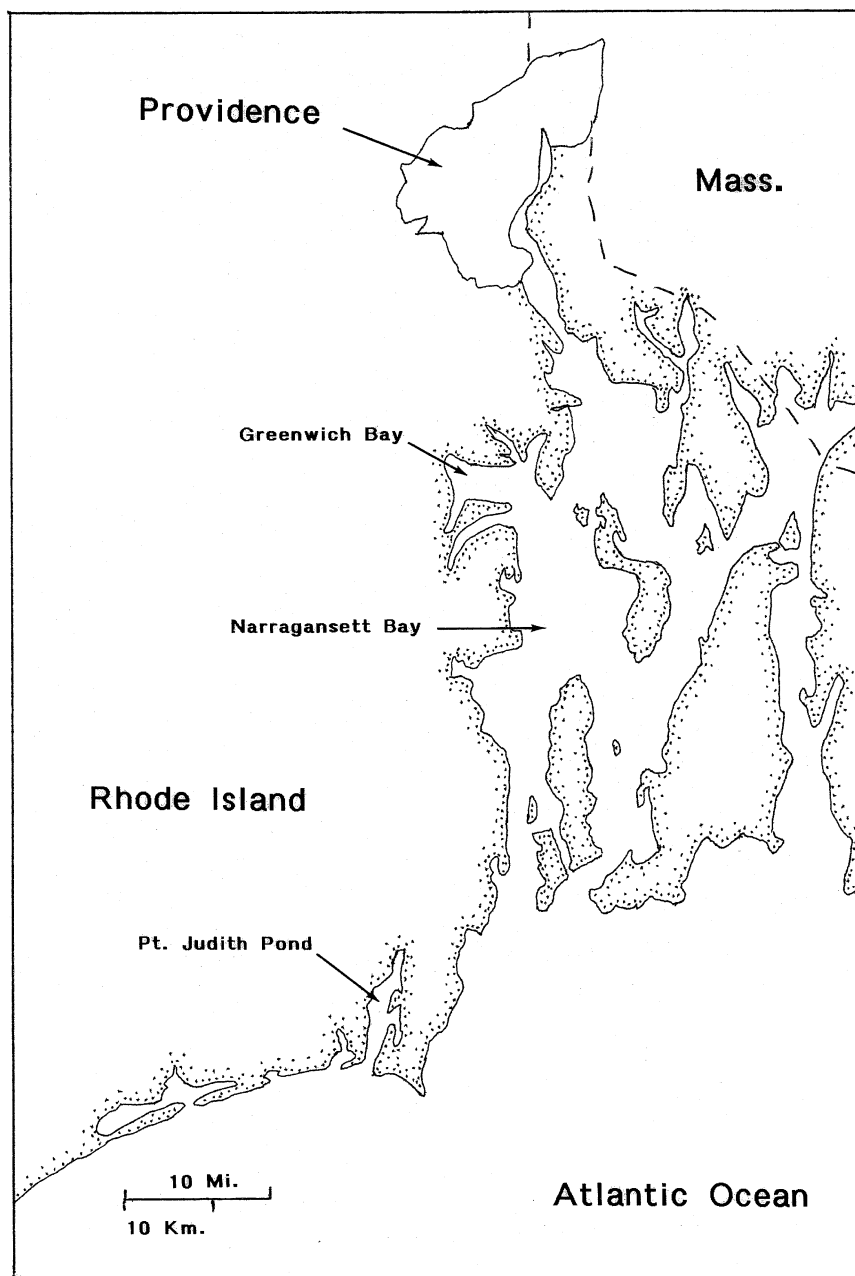 Providence
Mass.
Greenwich Bay
Narragansett Bay
Rhode Island
Pt. Judith Pond
10 Mi.
10 Km.
Atlantic Ocean